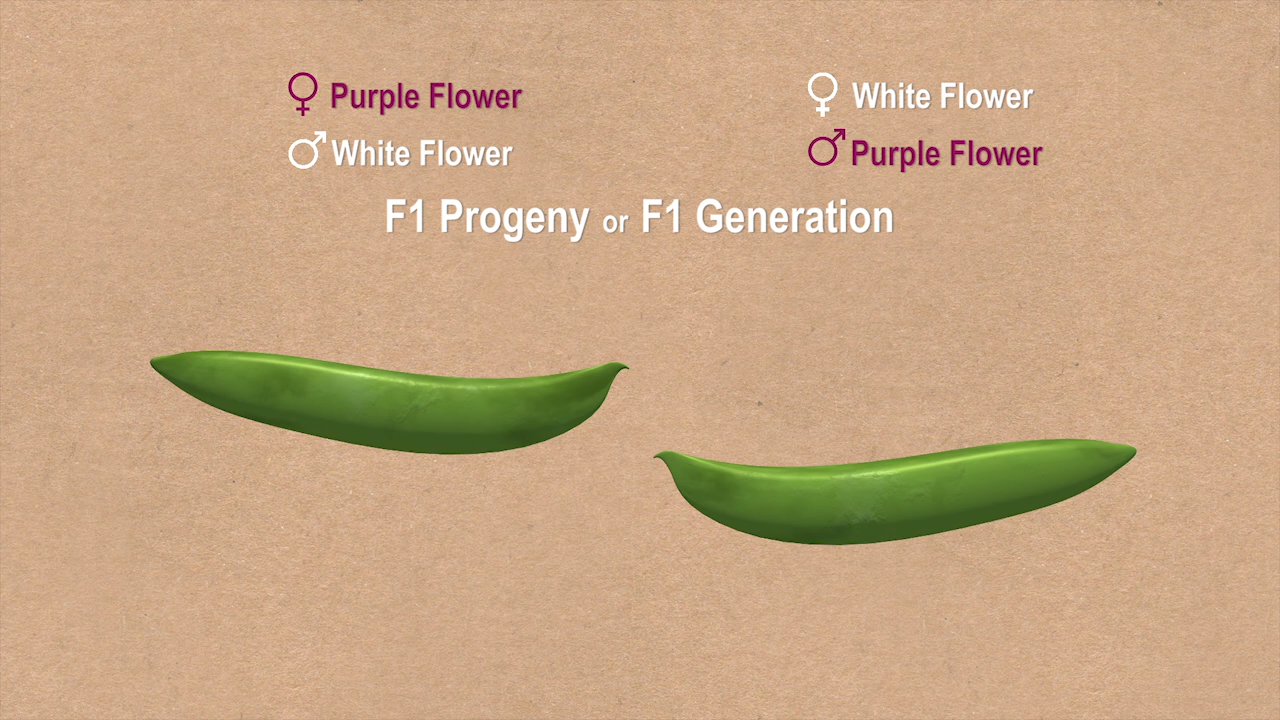 ♀ Purple Flower
♂ White Flower
♀ White Flower
♂ Purple Flower
F1 Progeny or F1 Generation